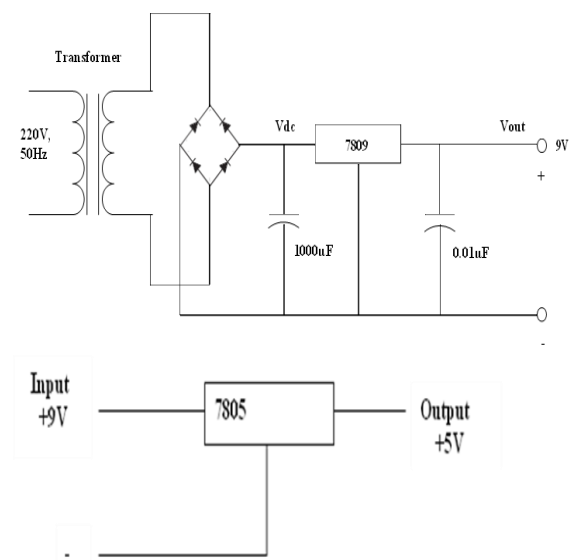 Transformer
220V,
50Hz
Vdc
7809
Vout
9V
+
1000uF
0.01uF
-
Input
+9V
7805
Output
+5V
-